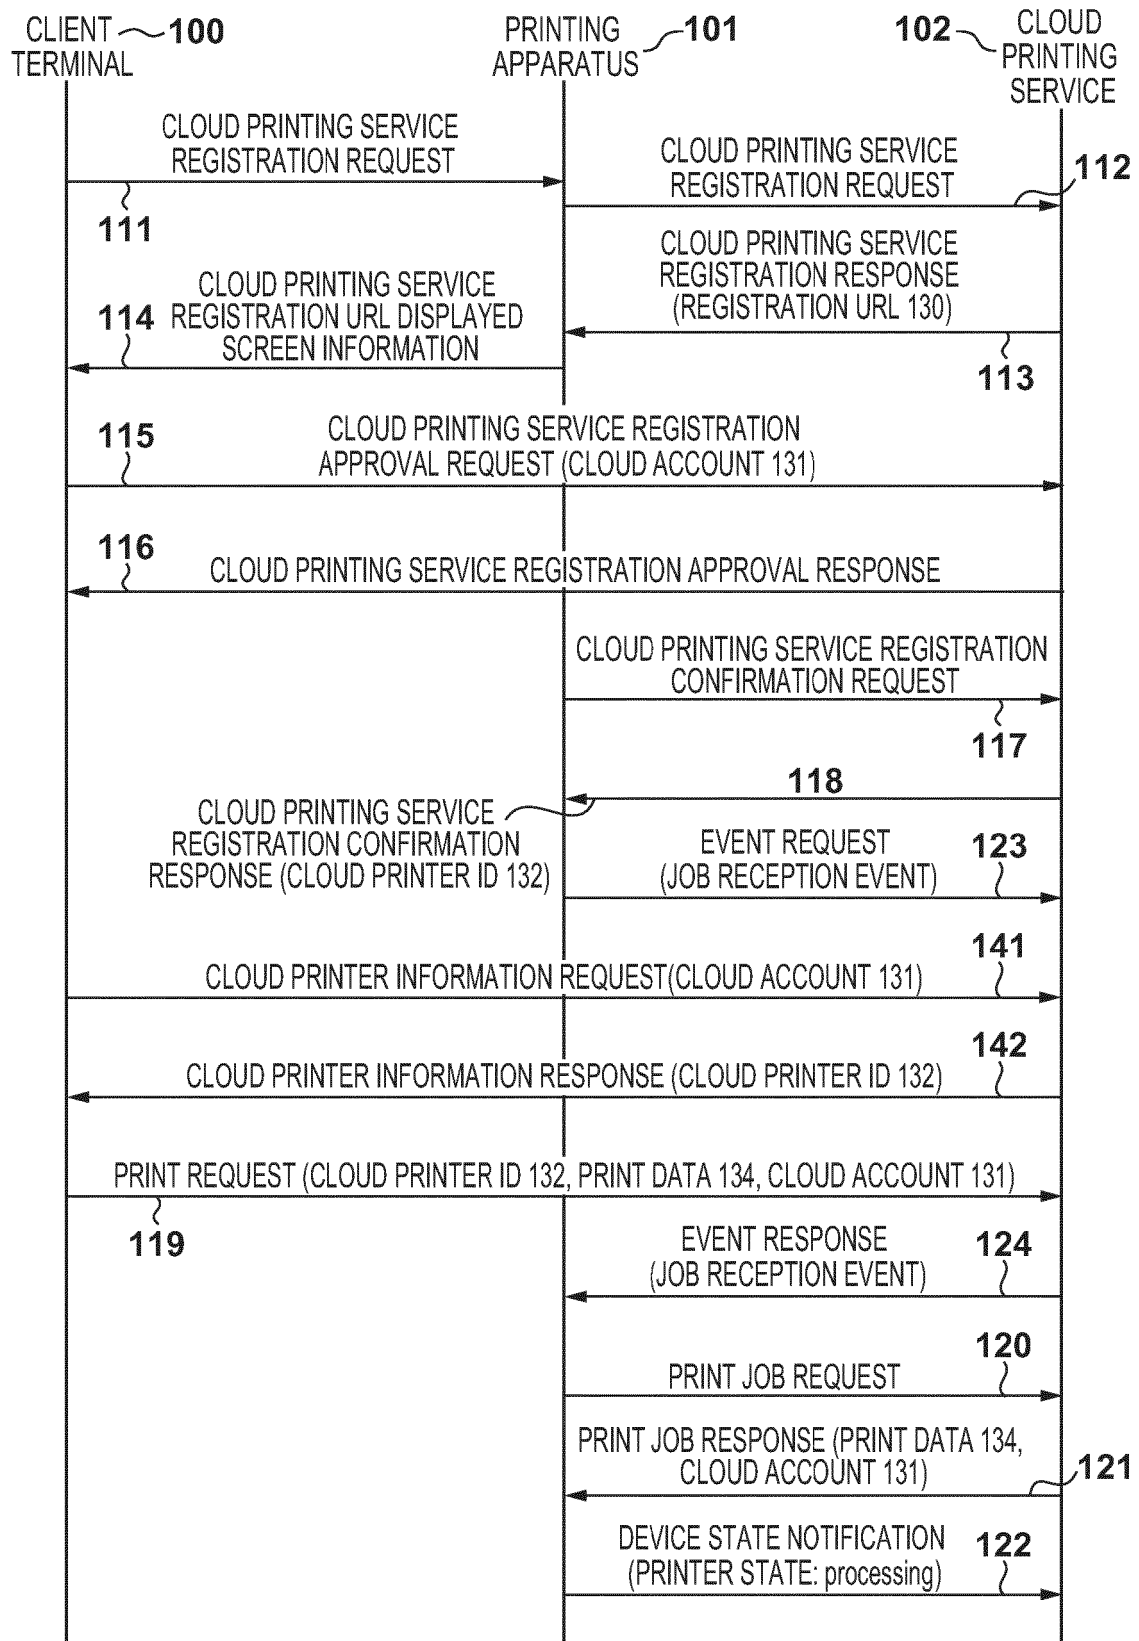 CLIENT
TERMINAL
100
PRINTING
APPARATUS
101
102
CLOUD
PRINTING
SERVICE
CLOUD PRINTING SERVICE
REGISTRATION REQUEST
111
CLOUD PRINTING SERVICE
REGISTRATION REQUEST
112
CLOUD PRINTING SERVICE
REGISTRATION RESPONSE
(REGISTRATION URL 130)
113
114
CLOUD PRINTING SERVICE
REGISTRATION URL DISPLAYED
SCREEN INFORMATION
115
CLOUD PRINTING SERVICE REGISTRATION
APPROVAL REQUEST (CLOUD ACCOUNT 131)
116
CLOUD PRINTING SERVICE REGISTRATION APPROVAL RESPONSE
CLOUD PRINTING SERVICE REGISTRATION
CONFIRMATION REQUEST
117
118
CLOUD PRINTING SERVICE
REGISTRATION CONFIRMATION
RESPONSE (CLOUD PRINTER ID 132)
EVENT REQUEST
(JOB RECEPTION EVENT)
123
141
CLOUD PRINTER INFORMATION REQUEST(CLOUD ACCOUNT 131)
142
CLOUD PRINTER INFORMATION RESPONSE (CLOUD PRINTER ID 132)
PRINT REQUEST (CLOUD PRINTER ID 132, PRINT DATA 134, CLOUD ACCOUNT 131)
119
EVENT RESPONSE
(JOB RECEPTION EVENT)
124
120
PRINT JOB REQUEST
PRINT JOB RESPONSE (PRINT DATA 134,
CLOUD ACCOUNT 131)
121
DEVICE STATE NOTIFICATION
(PRINTER STATE: processing)
122